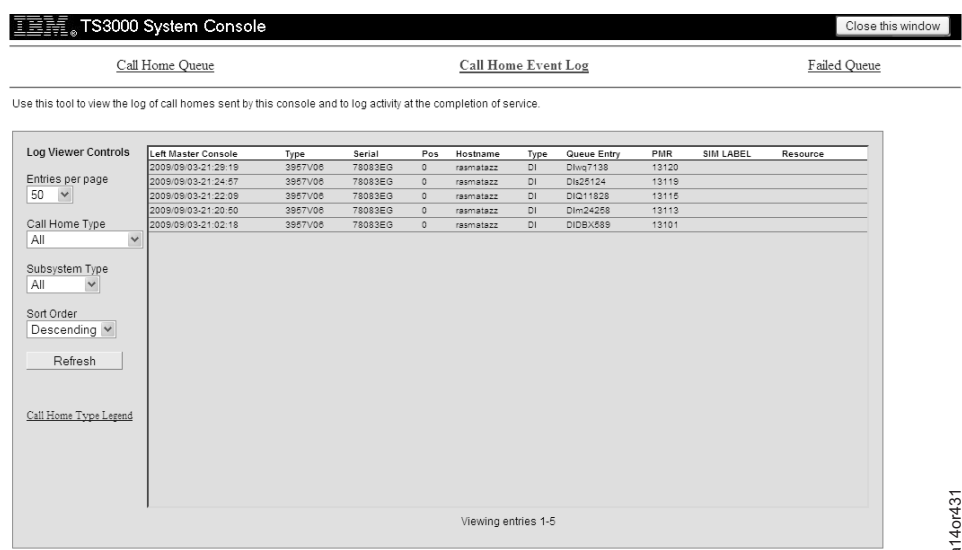 IBM® TS3000 System Console
Close this window
Call Home Queue
Call Home Event Log
Failed Queue
Use this tool to view the log of call homes sent by this console and to log activity at the completion of service.
Log Viewer Controls
Entries per page
50
Call Home Type
All
Subsystem Type
All
Sort Order
Descending
Refresh
Call Home Type Legend
Left Master Console Type Serial Pos Hostname Type Queue Entry PMR SIM LABEL Resource
2009/09/03-21:29:19 3957V06 78083EG 0 rasmatazz DI DIwq7138 13120
2009/09/03-21:24:57 3957V06 78083EG 0 rasmatazz DI DIs25124 13119
2009/09/03-21:22:09 3957V06 78083EG 0 rasmatazz DI DIQ11828 13115
2009/09/03-21:20:50 3957V06 78083EG 0 rasmatazz DI DIm24258 13113
2009/09/03-21:02:18 3957V06 78083EG 0 rasmatazz DI DIDBX589 13101
Viewing entries 1-5
a14or431